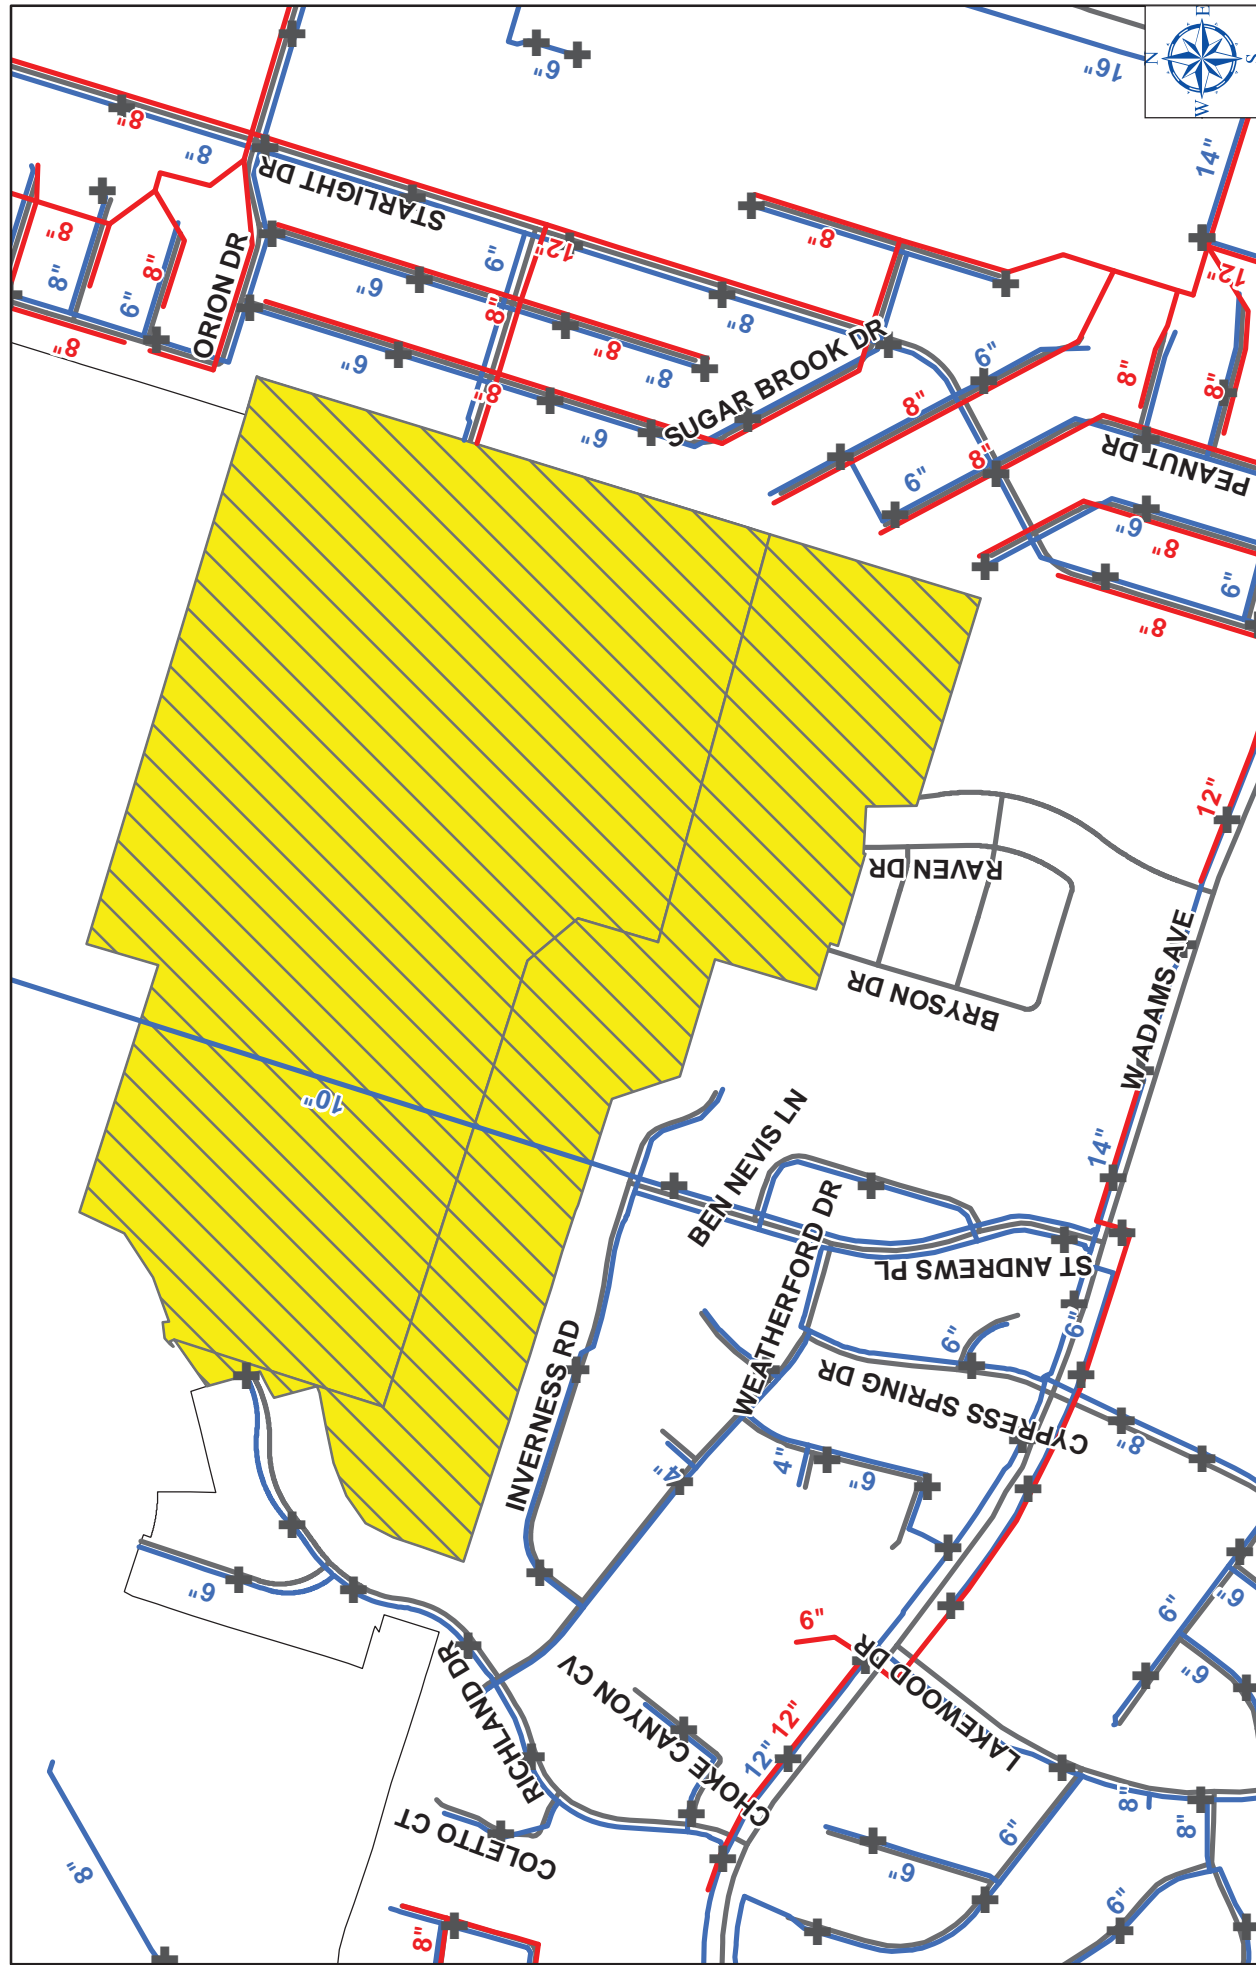 N
E
S
W
6"
16"
8"
8"
STARLIGHT DR
8"
8"
8"
6"
ORION DR
8"
6"
12"
6"
8"
6"
8"
8"
8"
8"
6"
8"
SUGAR BROOK DR
8"
14"
12"
6"
8"
8"
8"
6"
8"
PEANUT DR
6"
8"
6"
8"
12"
RAVEN DR
BRYSON DR
W ADAMS AVE
10"
BEN NEVIS LN
14"
WEATHERFORD DR
ST ANDREWS PL
6"
6"
INVERNESS RD
CYPRESS SPRING DR
8"
4"
4"
6"
6"
6"
12"
12"
LAKEWOOD DR
6"
6"
6"
RICHLAND DR
CHOKE CANYON CV
COLETTO CT
8"
8"
8"
8"
6"
6"
6"